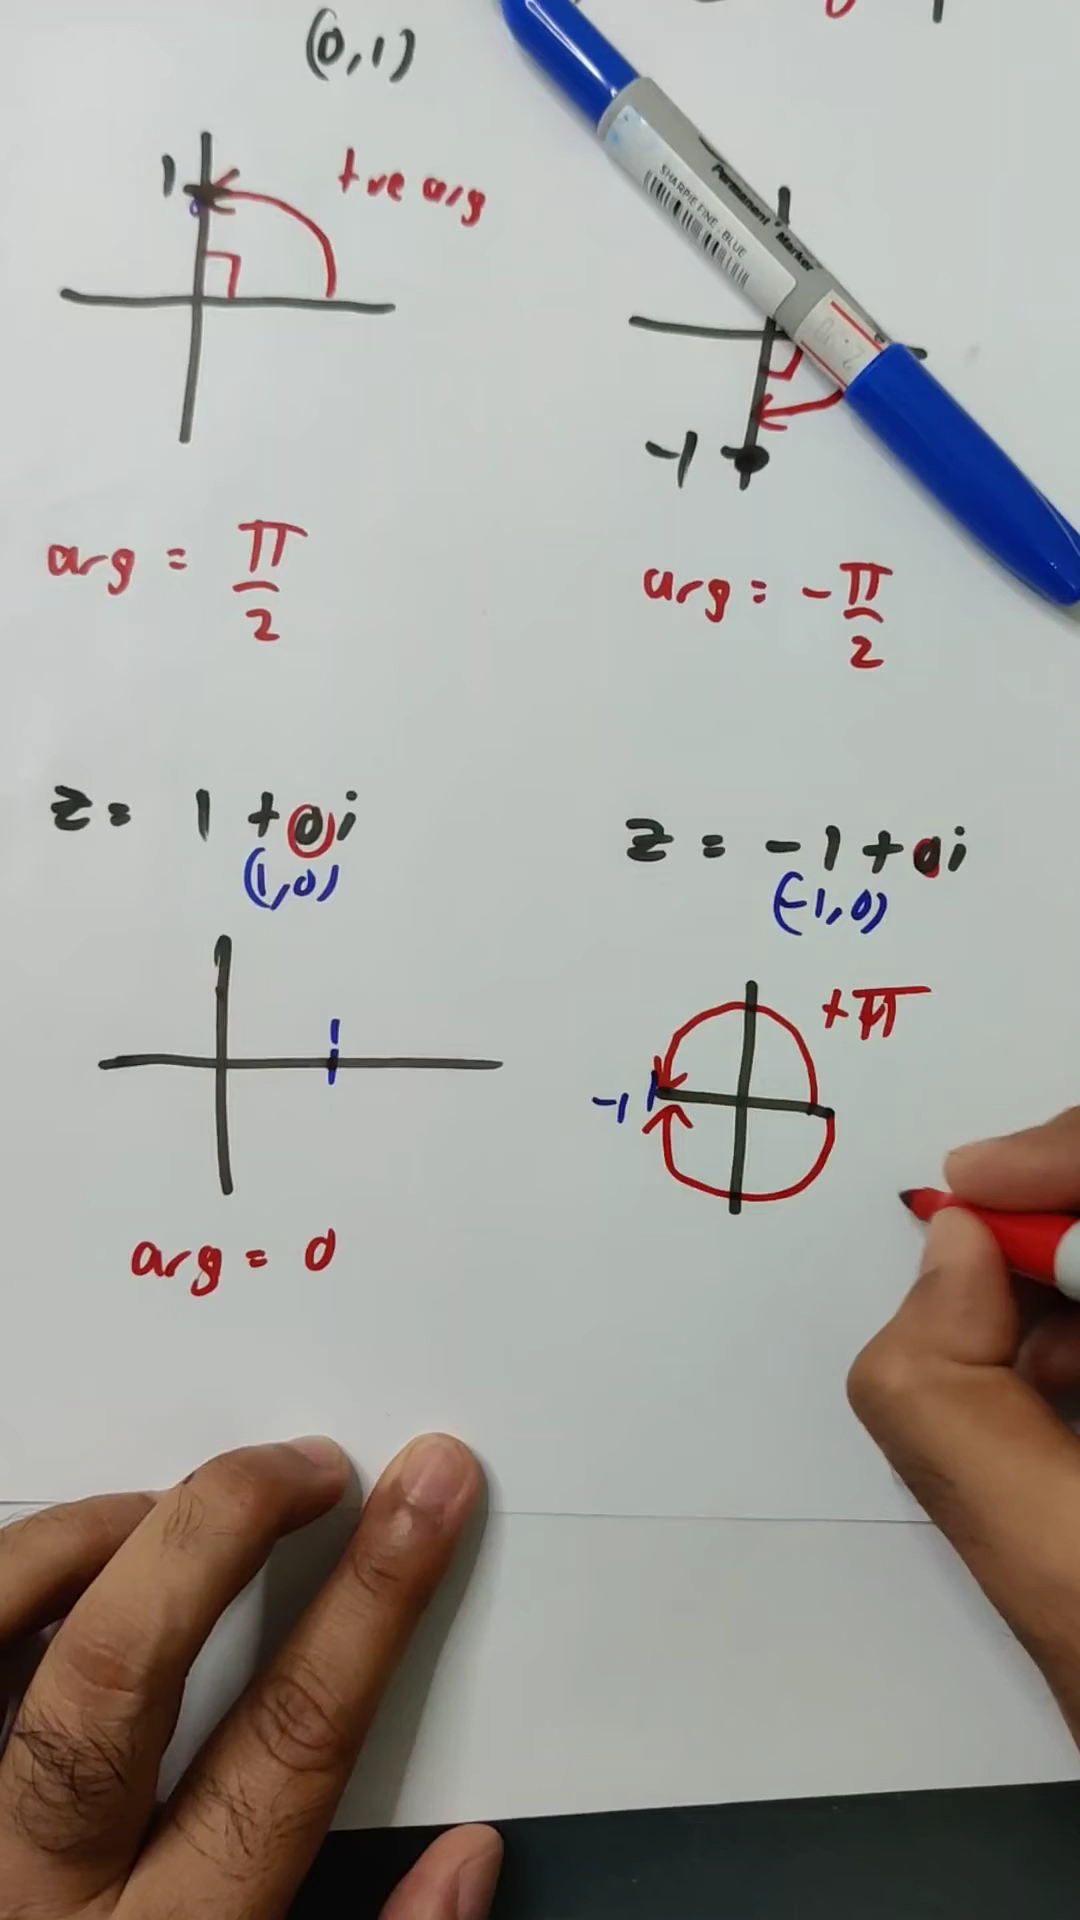 (0,1)
1
+ve arg
Permanent Marker
SHARPIE FINE - BLUE
-1
arg = π/2
arg = -π/2
z = 1 + 0i
(1,0)
z = -1 + 0i
(-1,0)
+π
-1
arg = 0